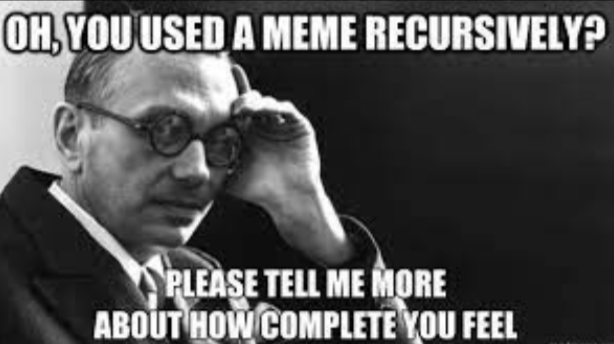 OH, YOU USED A MEME RECURSIVELY?
PLEASE TELL ME MORE
ABOUT HOW COMPLETE YOU FEEL